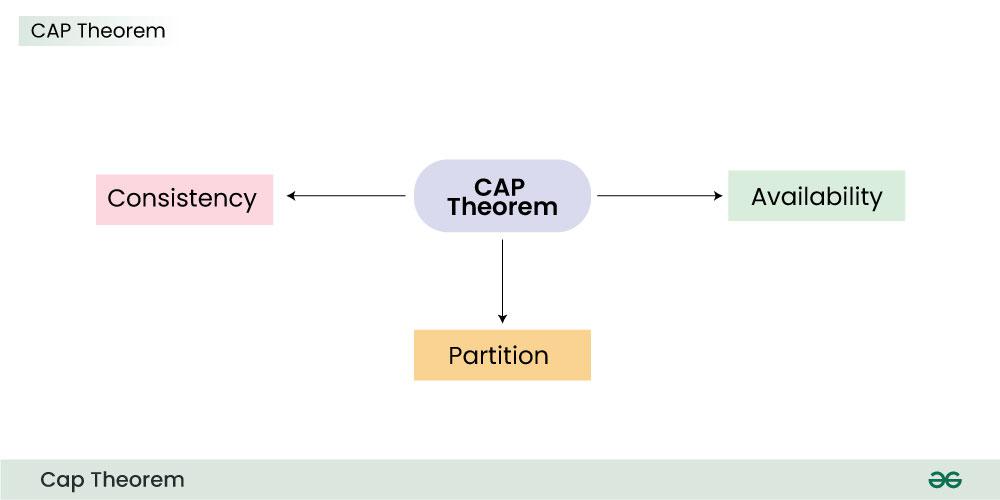 CAP Theorem
CAP
Theorem
Consistency
Availability
Partition
Cap Theorem